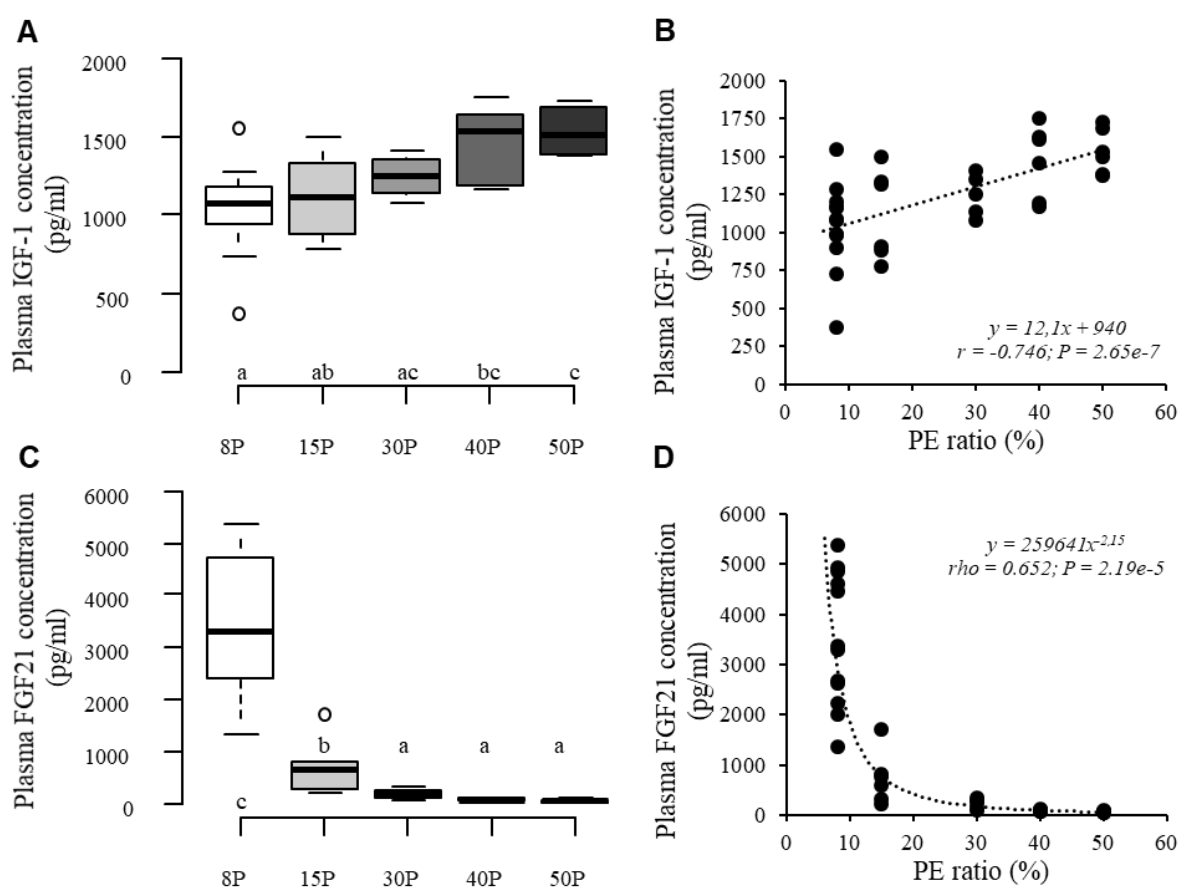 A
Plasma IGF-1 concentration
(pg/ml)
2000
1500
1000
500
0
a ab ac bc c
8P 15P 30P 40P 50P
B
Plasma IGF-1 concentration
(pg/ml)
2000
1750
1500
1250
1000
750
500
250
0
y = 12,1x + 940
r = -0.746; P = 2.65e-7
0 10 20 30 40 50 60
PE ratio (%)
C
Plasma FGF21 concentration
(pg/ml)
6000
5000
4000
3000
2000
1000
0
c b a a a
8P 15P 30P 40P 50P
D
Plasma FGF21 concentration
(pg/ml)
6000
5000
4000
3000
2000
1000
0
y = 259641x-2,15
rho = 0.652; P = 2.19e-5
0 10 20 30 40 50 60
PE ratio (%)